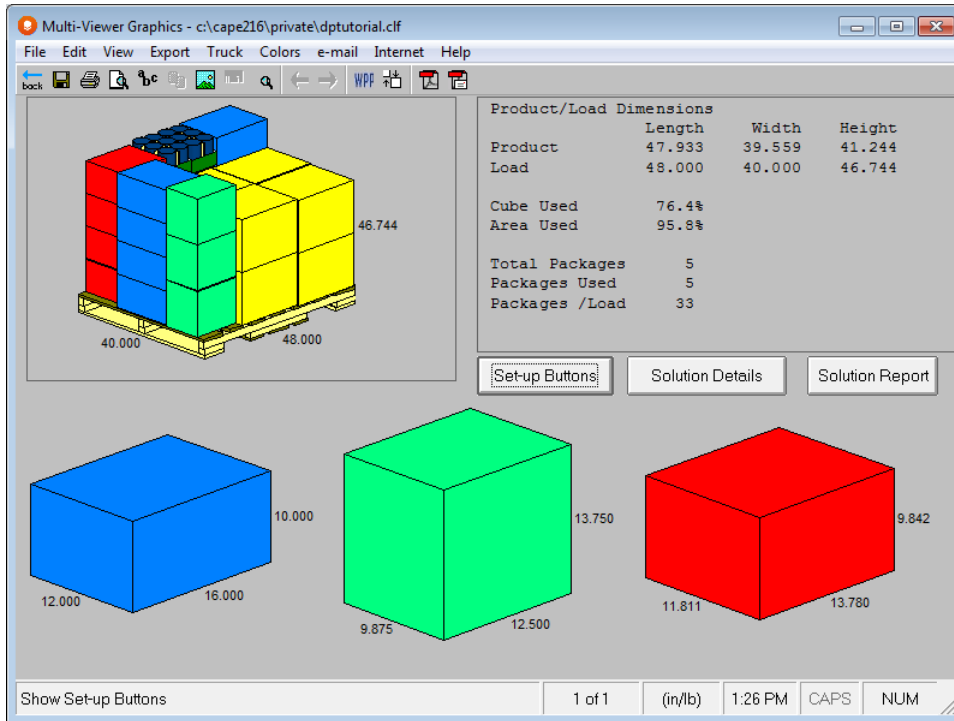 Multi-Viewer Graphics - c:\cape216\private\dptutorial.clf
File Edit View Export Truck Colors e-mail Internet Help
back abc WPF
Product/Load Dimensions
Length Width Height
Product 47.933 39.559 41.244
Load 48.000 40.000 46.744
Cube Used 76.4%
Area Used 95.8%
Total Packages 5
Packages Used 5
Packages /Load 33
46.744
40.000 48.000
Set-up Buttons Solution Details Solution Report
10.000
12.000 16.000
13.750
9.875 12.500
9.842
11.811 13.780
Show Set-up Buttons 1 of 1 (in/lb) 1:26 PM CAPS NUM